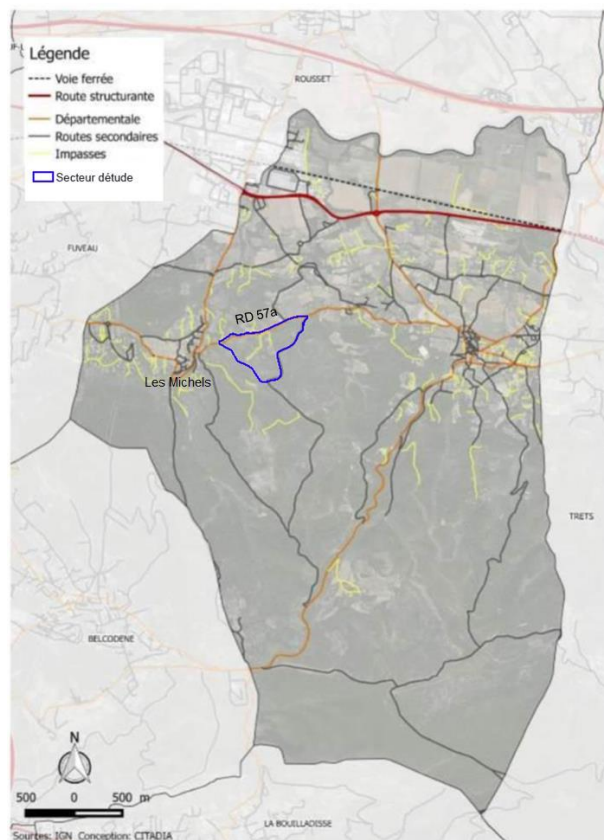 Légende
Voie ferrée
Route structurante
Départementale
Routes secondaires
Impasses
Secteur détude
ROUSSET
FUVEAU
RD 57a
Les Michels
TRETS
BELCODENE
N
500 0 500 m
LA BOUILLADISSE
Sources: IGN Conception: CITADIA